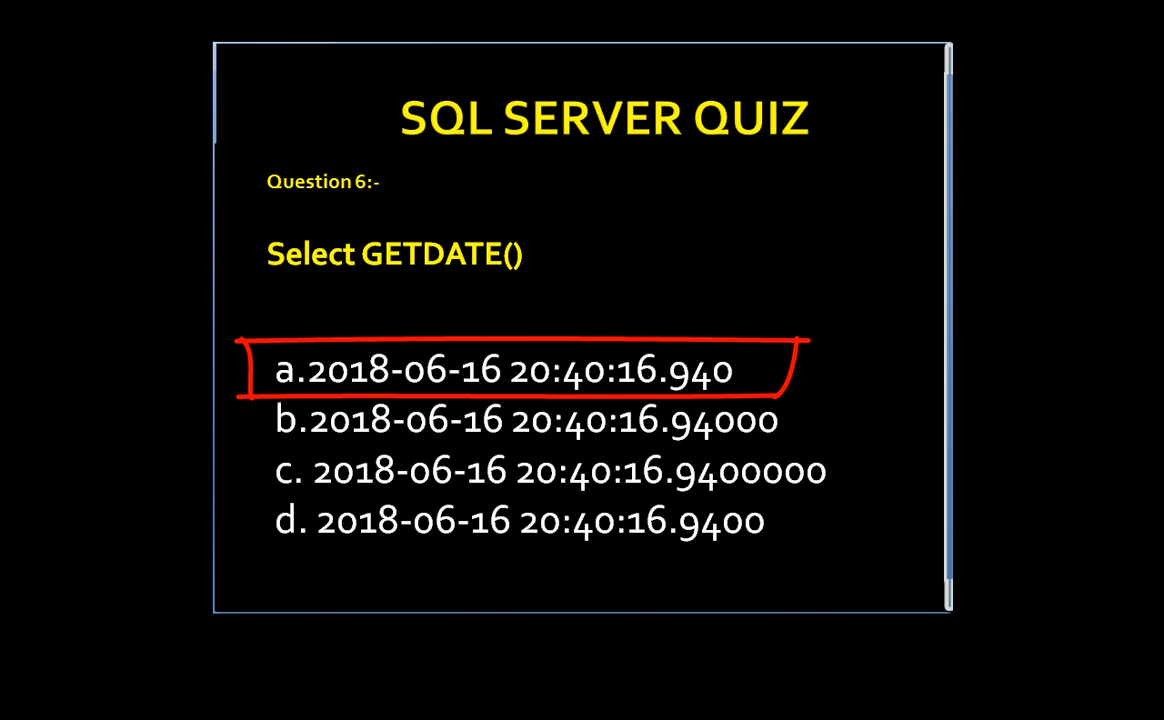 SQL SERVER QUIZ
Question 6:-
Select GETDATE()
a.2018-06-16 20:40:16.940
b.2018-06-16 20:40:16.94000
c. 2018-06-16 20:40:16.9400000
d. 2018-06-16 20:40:16.9400